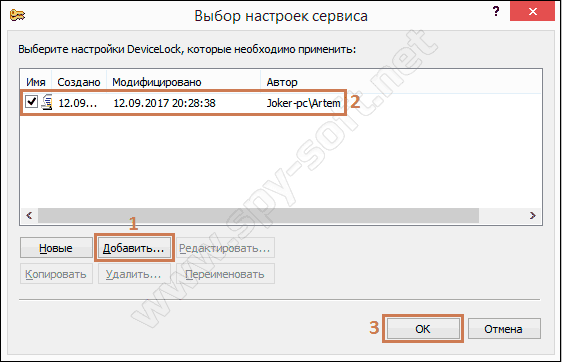 Выбор настроек сервиса
?
Выберите настройки DeviceLock, которые необходимо применить:
Имя Создано Модифицировано Автор
12.09... 12.09.2017 20:28:38 Joker-pc\Artem 2
1
Новые Добавить... Редактировать...
Копировать Удалить... Переименовать
3 ОК Отмена
www.spy-soft.net